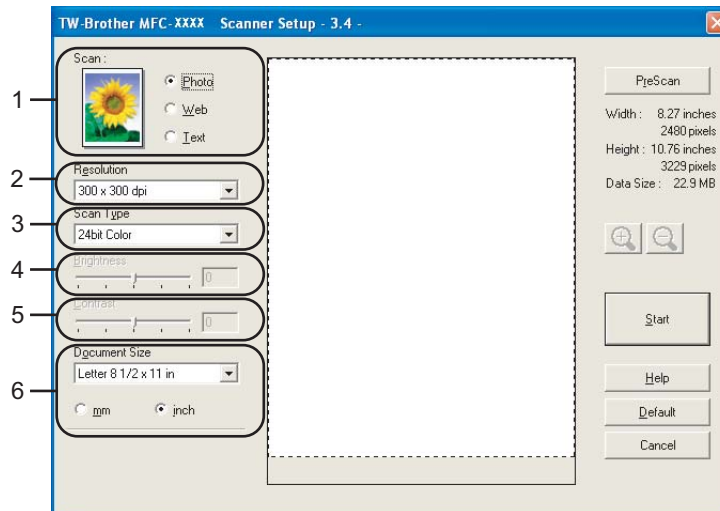 TW-Brother MFC-XXXX Scanner Setup - 3.4 -
Scan :
1
Photo
Web
Text
2
Resolution
300 x 300 dpi
3
Scan Type
24bit Color
4
Brightness
0
5
Contrast
0
6
Document Size
Letter 8 1/2 x 11 in
mm
inch
PreScan
Width : 8.27 inches
2480 pixels
Height : 10.76 inches
3229 pixels
Data Size : 22.9 MB
Start
Help
Default
Cancel